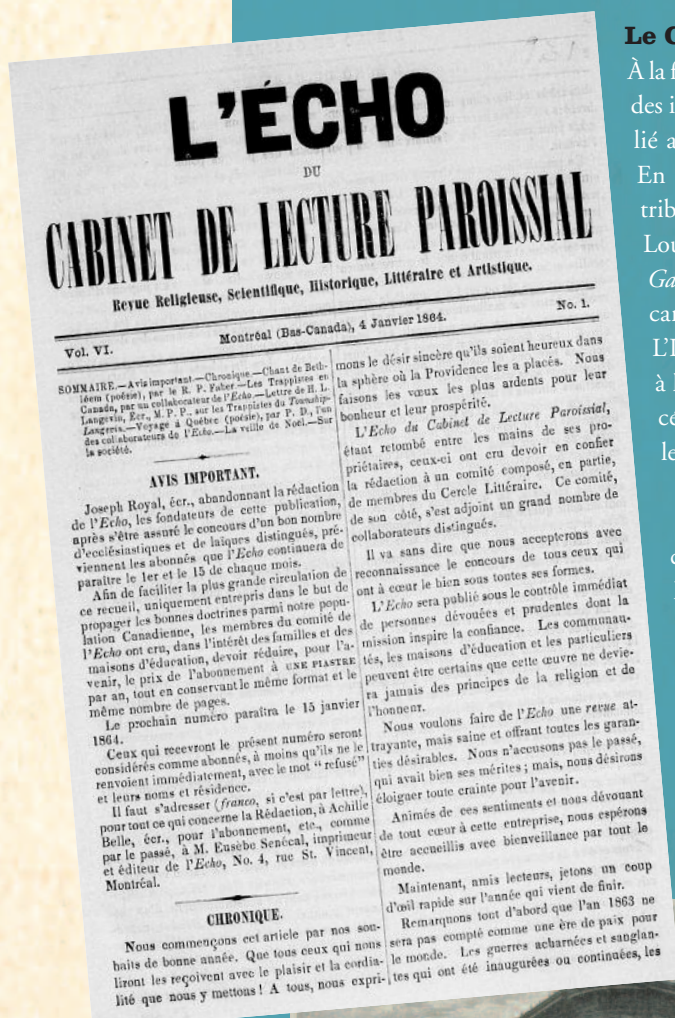 L'ÉCHO
DU
CABINET DE LECTURE PAROISSIAL
Revue Religieuse, Scientifique, Historique, Littéraire et Artistique.
Vol. VI.
Montréal (Bas-Canada), 4 Janvier 1864.
No. 1.
SOMMAIRE.—Avis important.—Chronique.—Chant de Beth-
léem (poésie), par le R. P. Faber.—Les Trappistes en
Canada, par un collaborateur de l'Echo.—Lettre de H. L.
Langevin, Ecr., M. P. P., sur les Trappistes du Township-
Langevin.—Voyage à Québec (poésie), par P. D., l'un
des collaborateurs de l'Echo.—La veille de Noel.—Sur
la société.
AVIS IMPORTANT.
Joseph Royal, écr., abandonnant la rédaction
de l'Echo, les fondateurs de cette publication,
après s'être assuré le concours d'un bon nombre
d'ecclésiastiques et de laïques distingués, pré-
viennent les abonnés que l'Echo continuera de
paraître le 1er et le 15 de chaque mois.
Afin de faciliter la plus grande circulation de
ce recueil, uniquement entrepris dans le but de
propager les bonnes doctrines parmi notre popu-
lation Canadienne, les membres du comité de
l'Echo ont cru, dans l'intérêt des familles et des
maisons d'éducation, devoir réduire, pour l'a-
venir, le prix de l'abonnement à UNE PIASTRE
par an, tout en conservant le même format et le
même nombre de pages.
Le prochain numéro paraîtra le 15 janvier
1864.
Ceux qui recevront le présent numéro seront
considérés comme abonnés, à moins qu'ils ne le
renvoient immédiatement, avec le mot " refusé"
et leurs noms et résidence.
Il faut s'adresser (franco, si c'est par lettre),
pour tout ce qui concerne la Rédaction, à Achille
Belle, écr., pour l'abonnement, etc., comme
par le passé, à M. Eusèbe Senécal, imprimeur
et éditeur de l'Echo, No. 4, rue St. Vincent,
Montréal.
CHRONIQUE.
Nous commençons cet article par nos sou-
haits de bonne année. Que tous ceux qui nous
liront les reçoivent avec le plaisir et la cordia-
lité que nous y mettons ! A tous, nous expri-
mons le désir sincère qu'ils soient heureux dans
la sphère où la Providence les a placés. Nous
faisons les vœux les plus ardents pour leur
bonheur et leur prospérité.
L'Echo du Cabinet de Lecture Paroissial,
étant retombé entre les mains de ses pro-
priétaires, ceux-ci ont cru devoir en confier
la rédaction à un comité composé, en partie,
de membres du Cercle Littéraire. Ce comité,
de son côté, s'est adjoint un grand nombre de
collaborateurs distingués.
Il va sans dire que nous accepterons avec
reconnaissance le concours de tous ceux qui
ont à cœur le bien sous toutes ses formes.
L'Echo sera publié sous le contrôle immédiat
de personnes dévouées et prudentes dont la
mission inspire la confiance. Les communau-
tés, les maisons d'éducation et les particuliers
peuvent être certains que cette œuvre ne devie-
ra jamais des principes de la religion et de
l'honneur.
Nous voulons faire de l'Echo une revue at-
trayante, mais saine et offrant toutes les garan-
ties désirables. Nous n'accusons pas le passé,
qui avait bien ses mérites ; mais, nous désirons
éloigner toute crainte pour l'avenir.
Animés de ces sentiments et nous dévouant
de tout cœur à cette entreprise, nous espérons
être accueillis avec bienveillance par tout le
monde.
Maintenant, amis lecteurs, jetons un coup
d'œil rapide sur l'année qui vient de finir.
Remarquons tout d'abord que l'an 1863 ne
sera pas compté comme une ère de paix pour
le monde. Les guerres acharnées et sanglan-
tes qui ont été inaugurées ou continuées, les
Le
À la
des
lié
En